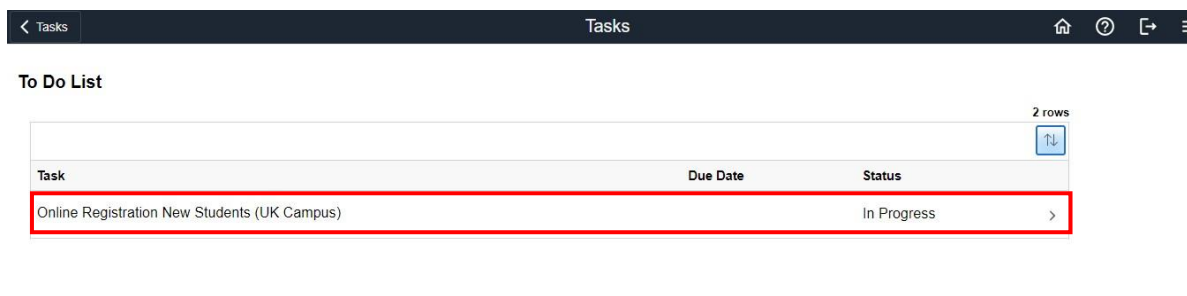 Tasks
Tasks
To Do List
2 rows
Task Due Date Status
Online Registration New Students (UK Campus) In Progress